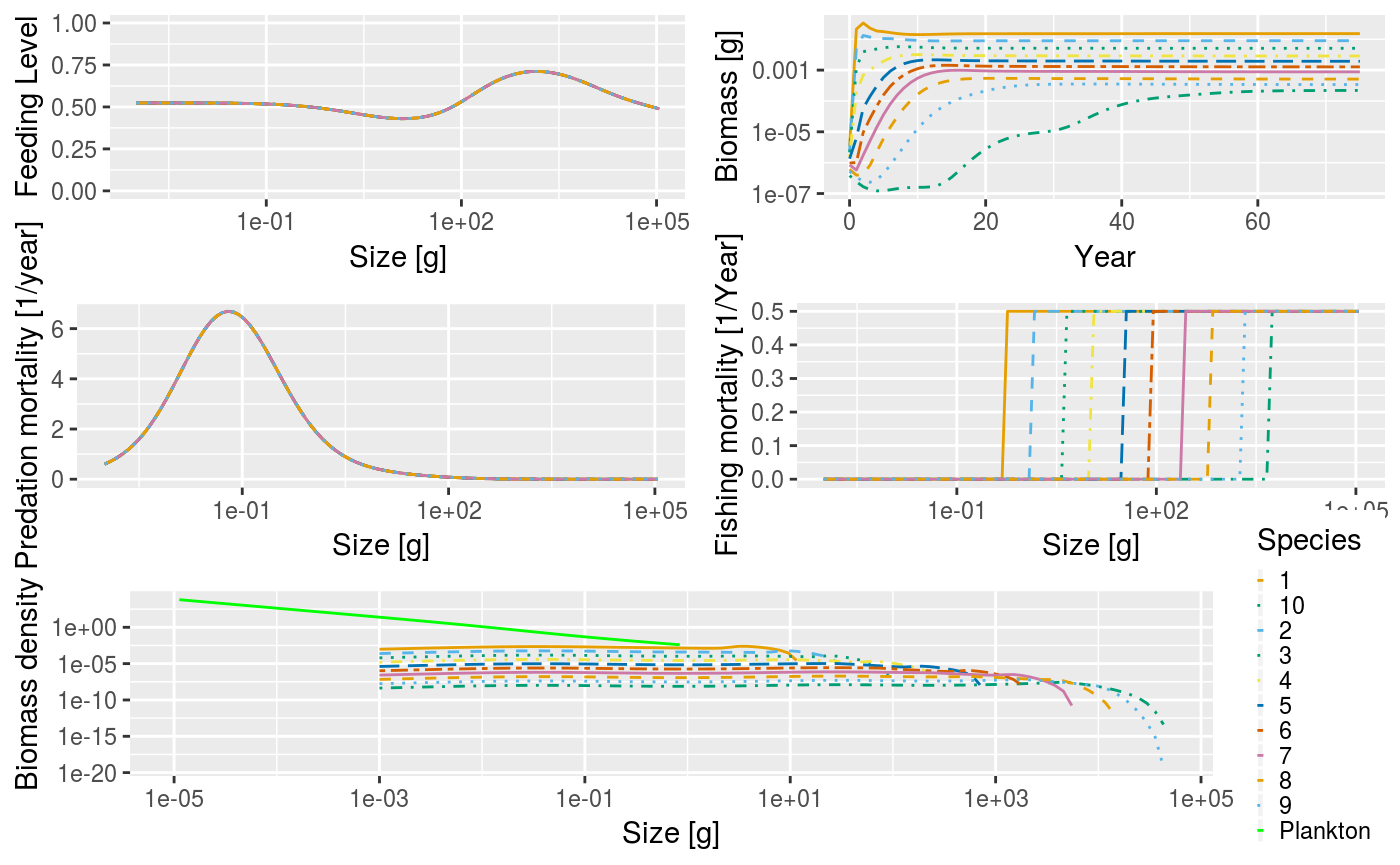 Feeding Level
1.00
0.75
0.50
0.25
0.00
1e-01
1e+02
1e+05
Size [g]
Biomass [g]
0.001
1e-05
1e-07
0
20
40
60
Year
Predation mortality [1/year]
6
4
2
0
1e-01
1e+02
1e+05
Size [g]
Fishing mortality [1/Year]
0.5
0.4
0.3
0.2
0.1
0.0
1e-01
1e+02
Size [g]
Biomass density
1e+00
1e-05
1e-10
1e-15
1e-20
1e-05
1e-03
1e-01
1e+01
1e+03
1e+05
Size [g]
Species
1
10
2
3
4
5
6
7
8
9
Plankton